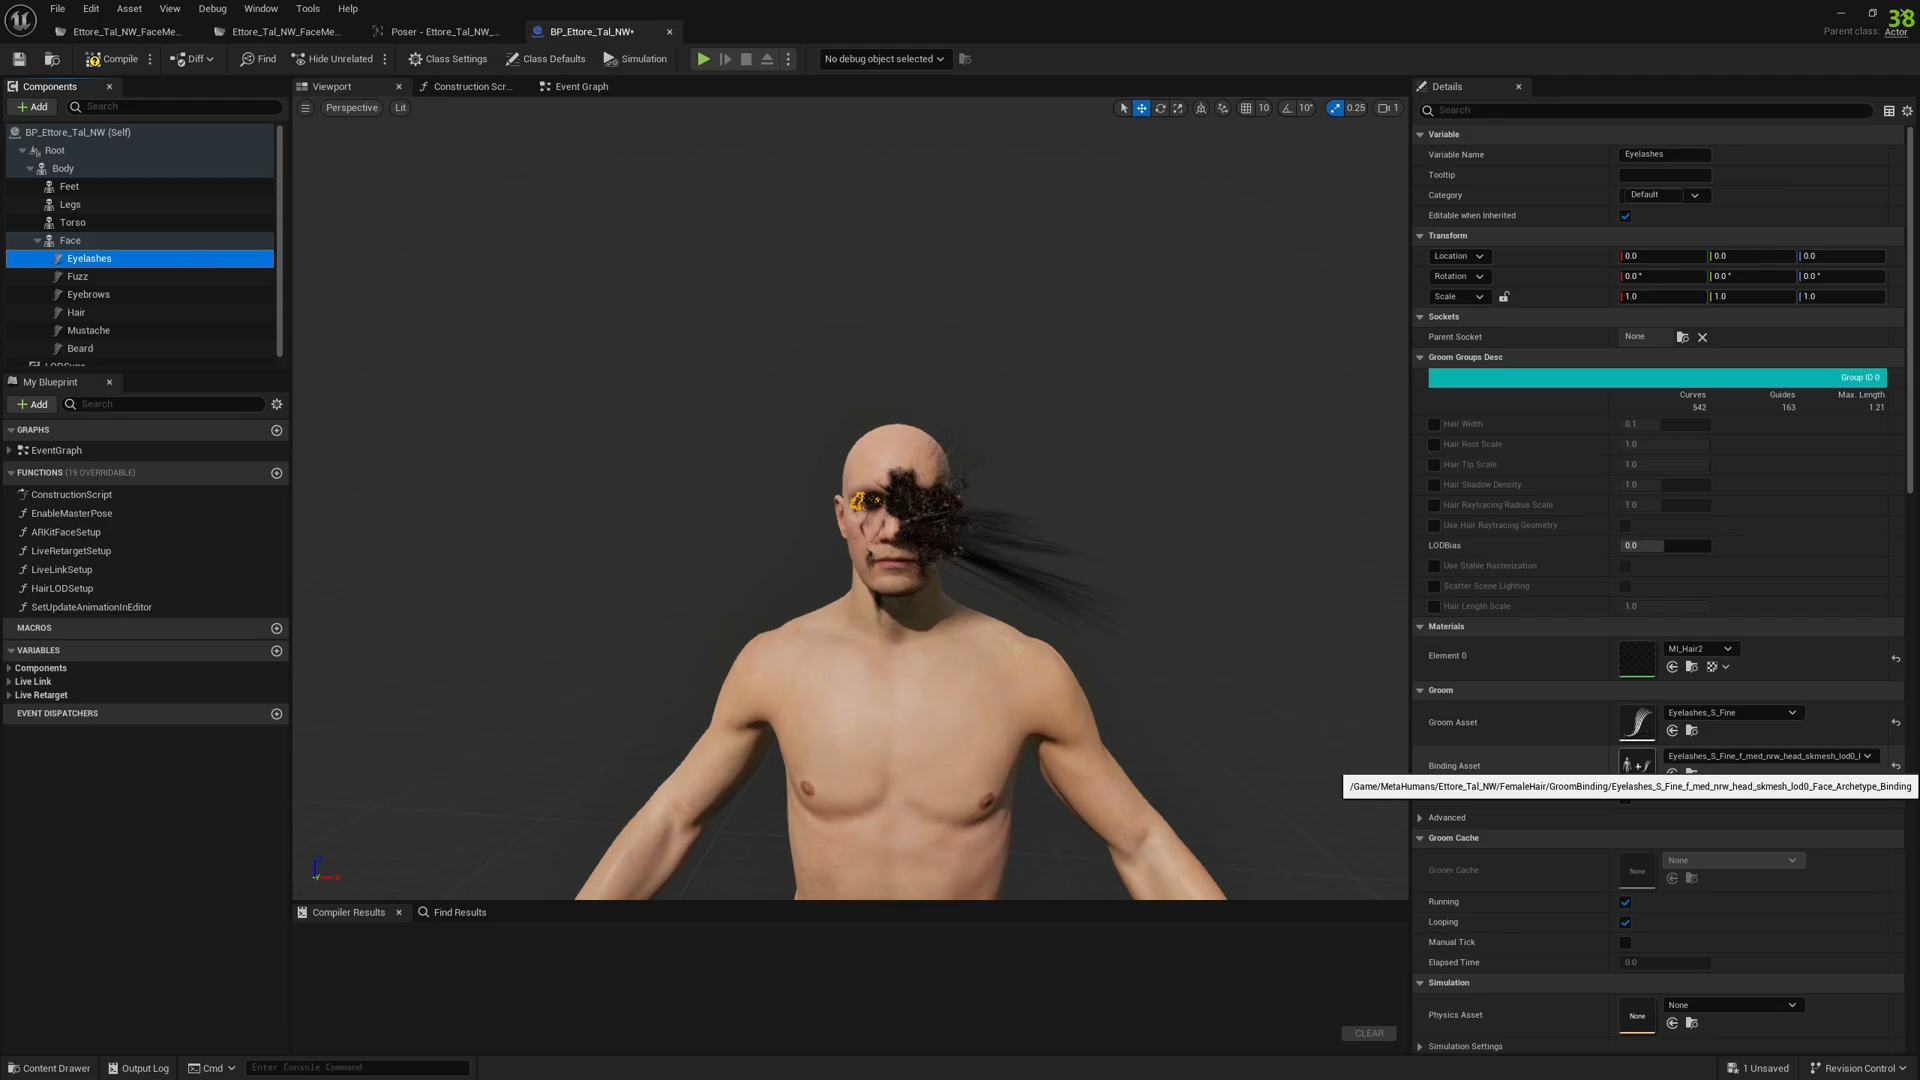 File Edit Asset View Debug Window Tools Help
38
Ettore_Tal_NW_FaceMe... Ettore_Tal_NW_FaceMe... Poser - Ettore_Tal_NW_... BP_Ettore_Tal_NW•
Parent class: Actor
Compile Diff Find Hide Unrelated Class Settings Class Defaults Simulation No debug object selected
Components
Add Search
BP_Ettore_Tal_NW (Self)
Root
Body
Feet
Legs
Torso
Face
Eyelashes
Fuzz
Eyebrows
Hair
Mustache
Beard
My Blueprint
Add Search
GRAPHS
EventGraph
FUNCTIONS (19 OVERRIDABLE)
ConstructionScript
EnableMasterPose
ARKitFaceSetup
LiveRetargetSetup
LiveLinkSetup
HairLODSetup
SetUpdateAnimationInEditor
MACROS
VARIABLES
Components
Live Link
Live Retarget
EVENT DISPATCHERS
Viewport Construction Scr... Event Graph
Perspective Lit
10 10° 0.25 1
Compiler Results Find Results
CLEAR
Details
Search
Variable
Variable Name Eyelashes
Tooltip
Category Default
Editable when Inherited
Transform
Location 0.0 0.0 0.0
Rotation 0.0 ° 0.0 ° 0.0 °
Scale 1.0 1.0 1.0
Sockets
Parent Socket None
Groom Groups Desc
Group ID 0
Curves Guides Max. Length
542 163 1.21
Hair Width 0.1
Hair Root Scale 1.0
Hair Tip Scale 1.0
Hair Shadow Density 1.0
Hair Raytracing Radius Scale 1.0
Use Hair Raytracing Geometry
LODBias 0.0
Use Stable Rasterization
Scatter Scene Lighting
Hair Length Scale 1.0
Materials
Element 0 MI_Hair2
Groom
Groom Asset Eyelashes_S_Fine
Binding Asset Eyelashes_S_Fine_f_med_nrw_head_skmesh_lod0_
/Game/MetaHumans/Ettore_Tal_NW/FemaleHair/GroomBinding/Eyelashes_S_Fine_f_med_nrw_head_skmesh_lod0_Face_Archetype_Binding
Advanced
Groom Cache
Groom Cache None None
Running
Looping
Manual Tick
Elapsed Time 0.0
Simulation
Physics Asset None None
Simulation Settings
Content Drawer Output Log Cmd Enter Console Command 1 Unsaved Revision Control